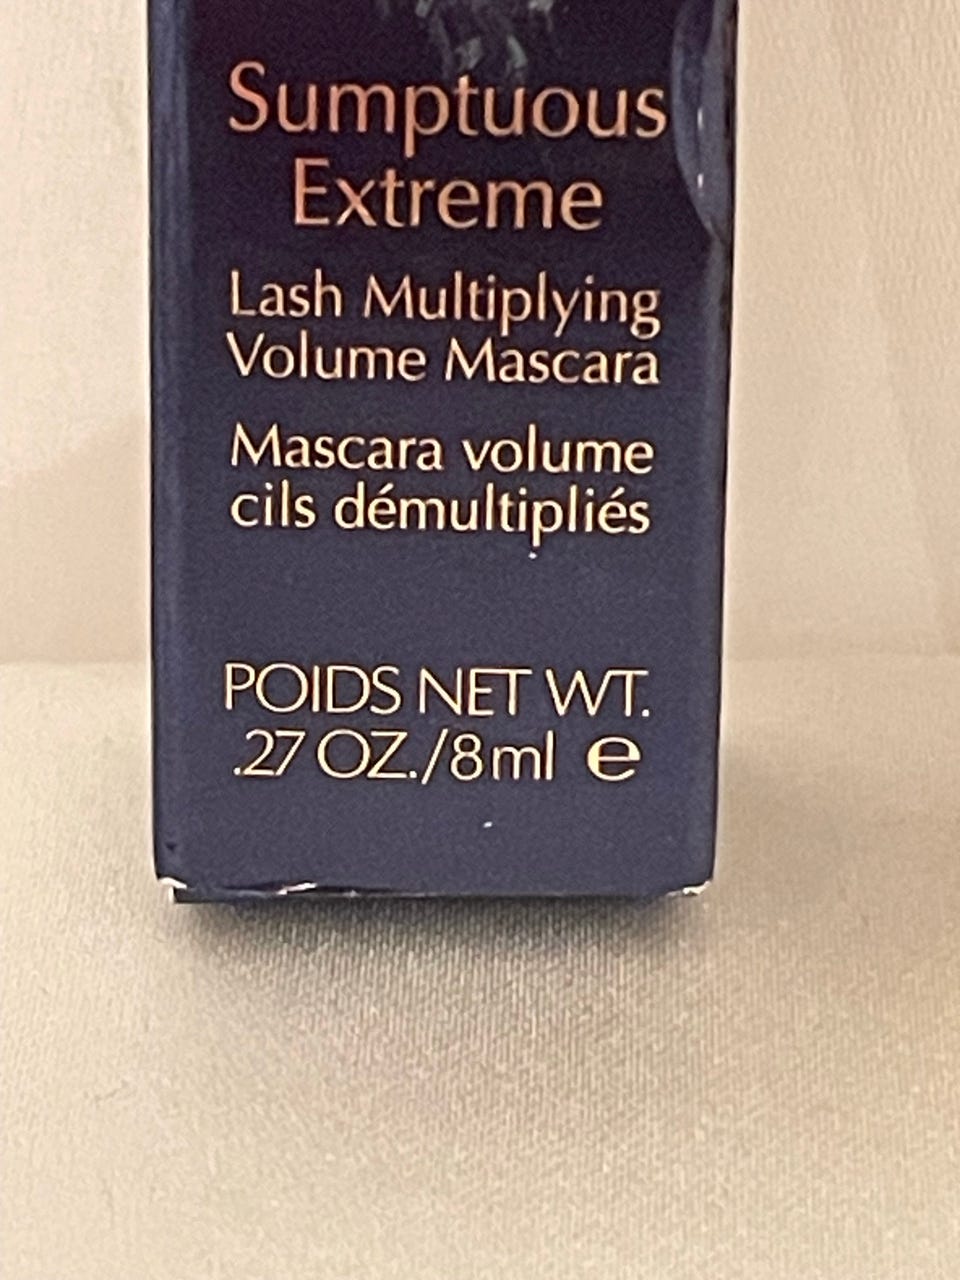 Sumptuous
Extreme
Lash Multiplying
Volume Mascara
Mascara volume
cils démultipliés
POIDS NET WT.
.27 OZ./8ml e